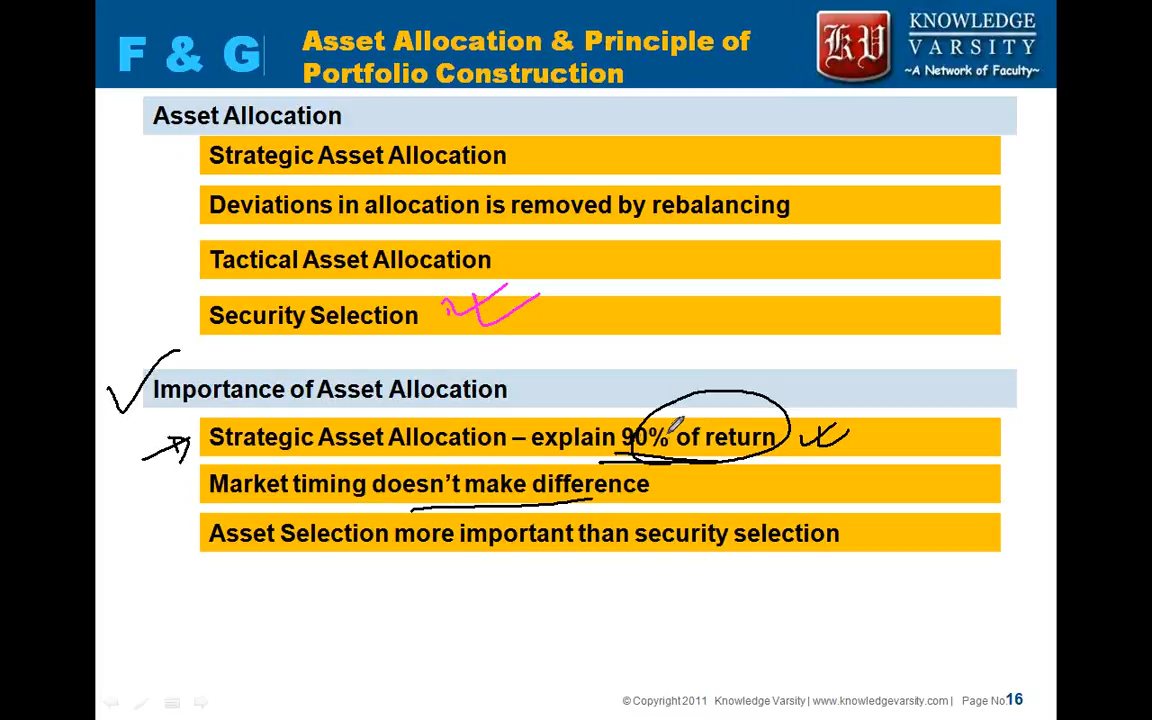 F & G
Asset Allocation & Principle of
Portfolio Construction
KV
KNOWLEDGE
VARSITY
~A Network of Faculty~
Asset Allocation
Strategic Asset Allocation
Deviations in allocation is removed by rebalancing
Tactical Asset Allocation
Security Selection
Importance of Asset Allocation
Strategic Asset Allocation – explain 90% of return
Market timing doesn't make difference
Asset Selection more important than security selection
© Copyright 2011 Knowledge Varsity | www.knowledgevarsity.com | Page No. 16